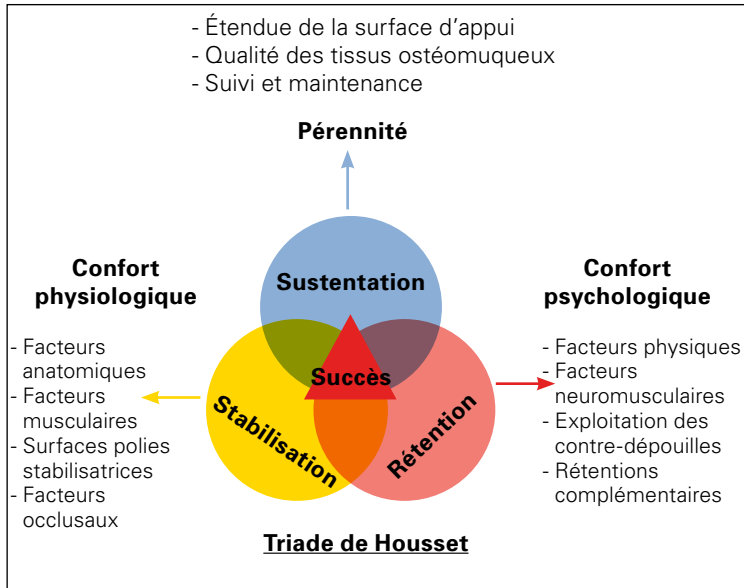 - Étendue de la surface d’appui
- Qualité des tissus ostéomuqueux
- Suivi et maintenance
Pérennité
Confort
physiologique
- Facteurs
anatomiques
- Facteurs
musculaires
- Surfaces polies
stabilisatrices
- Facteurs
occlusaux
Sustentation
Succès
Stabilisation
Rétention
Confort
psychologique
- Facteurs physiques
- Facteurs
neuromusculaires
- Exploitation des
contre-dépouilles
- Rétentions
complémentaires
Triade de Housset